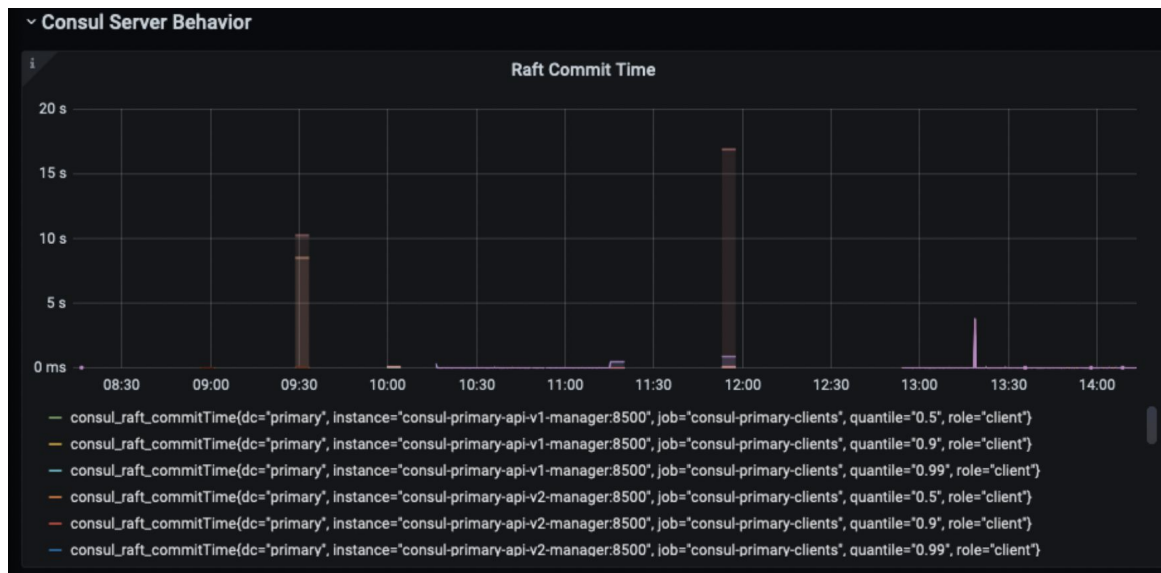 Consul Server Behavior
i
Raft Commit Time
20 s
15 s
10 s
5 s
0 ms
08:30 09:00 09:30 10:00 10:30 11:00 11:30 12:00 12:30 13:00 13:30 14:00
consul_raft_commitTime{dc="primary", instance="consul-primary-api-v1-manager:8500", job="consul-primary-clients", quantile="0.5", role="client"}
consul_raft_commitTime{dc="primary", instance="consul-primary-api-v1-manager:8500", job="consul-primary-clients", quantile="0.9", role="client"}
consul_raft_commitTime{dc="primary", instance="consul-primary-api-v1-manager:8500", job="consul-primary-clients", quantile="0.99", role="client"}
consul_raft_commitTime{dc="primary", instance="consul-primary-api-v2-manager:8500", job="consul-primary-clients", quantile="0.5", role="client"}
consul_raft_commitTime{dc="primary", instance="consul-primary-api-v2-manager:8500", job="consul-primary-clients", quantile="0.9", role="client"}
consul_raft_commitTime{dc="primary", instance="consul-primary-api-v2-manager:8500", job="consul-primary-clients", quantile="0.99", role="client"}